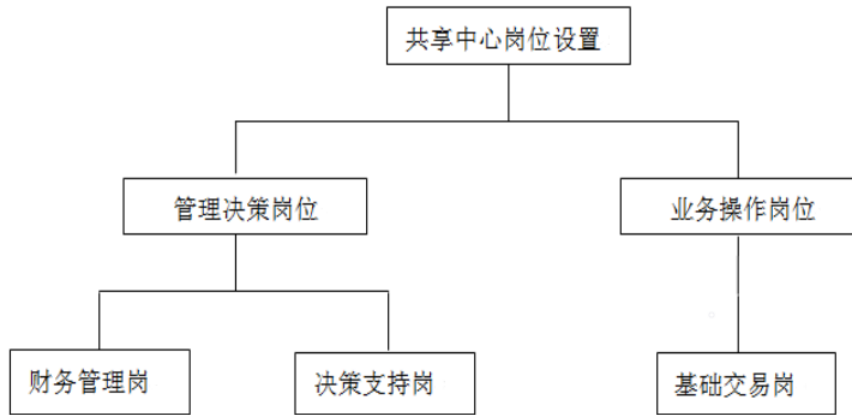 共享中心岗位设置
管理决策岗位
业务操作岗位
财务管理岗
决策支持岗
基础交易岗